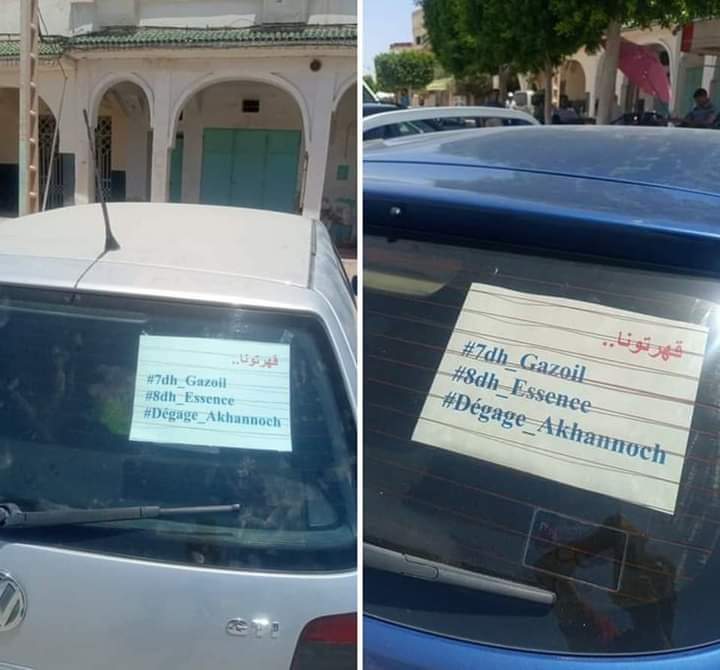 قهرتونا..
#7dh_Gazoil
#8dh_Essence
#Dégage_Akhannoch
GTI
قهرتونا..
#7dh_Gazoil
#8dh_Essence
#Dégage_Akhannoch